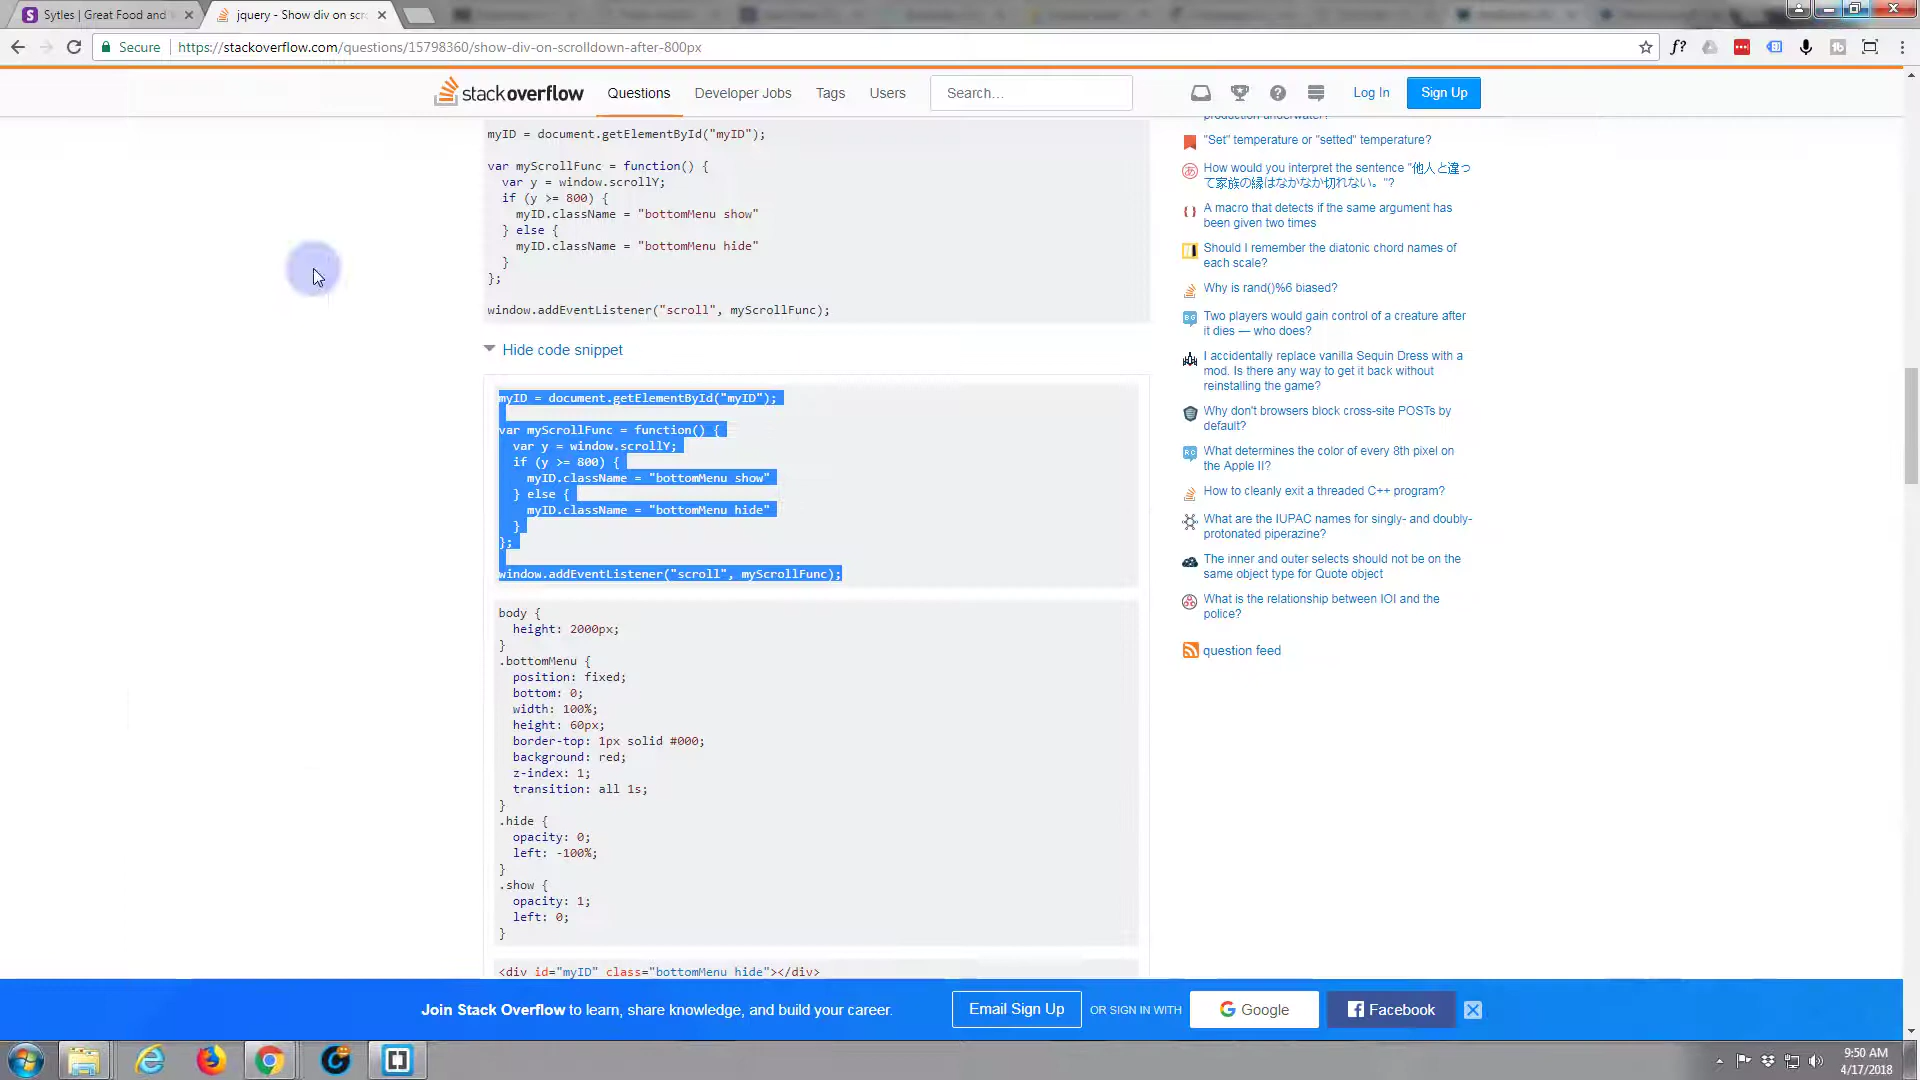 Sytles | Great Food and
jquery - Show div on scro
Secure
https://stackoverflow.com/questions/15798360/show-div-on-scrolldown-after-800px
f?
stackoverflow
Questions
Developer Jobs
Tags
Users
Search…
Log In
Sign Up
myID = document.getElementById("myID");
var myScrollFunc = function() {
var y = window.scrollY;
if (y >= 800) {
myID.className = "bottomMenu show"
} else {
myID.className = "bottomMenu hide"
}
};
window.addEventListener("scroll", myScrollFunc);
Hide code snippet
myID = document.getElementById("myID");
var myScrollFunc = function() {
var y = window.scrollY;
if (y >= 800) {
myID.className = "bottomMenu show"
} else {
myID.className = "bottomMenu hide"
}
};
window.addEventListener("scroll", myScrollFunc);
body {
height: 2000px;
}
.bottomMenu {
position: fixed;
bottom: 0;
width: 100%;
height: 60px;
border-top: 1px solid #000;
background: red;
z-index: 1;
transition: all 1s;
}
.hide {
opacity: 0;
left: -100%;
}
.show {
opacity: 1;
left: 0;
}
<div id="myID" class="bottomMenu hide"></div>
production underwater?
"Set" temperature or "setted" temperature?
How would you interpret the sentence "他人と違っ
て家族の縁はなかなか切れない。"?
A macro that detects if the same argument has
been given two times
Should I remember the diatonic chord names of
each scale?
Why is rand()%6 biased?
Two players would gain control of a creature after
it dies — who does?
I accidentally replace vanilla Sequin Dress with a
mod. Is there any way to get it back without
reinstalling the game?
Why don't browsers block cross-site POSTs by
default?
What determines the color of every 8th pixel on
the Apple II?
How to cleanly exit a threaded C++ program?
What are the IUPAC names for singly- and doubly-
protonated piperazine?
The inner and outer selects should not be on the
same object type for Quote object
What is the relationship between IOI and the
police?
question feed
Join Stack Overflow to learn, share knowledge, and build your career.
Email Sign Up
OR SIGN IN WITH
Google
Facebook
9:50 AM
4/17/2018